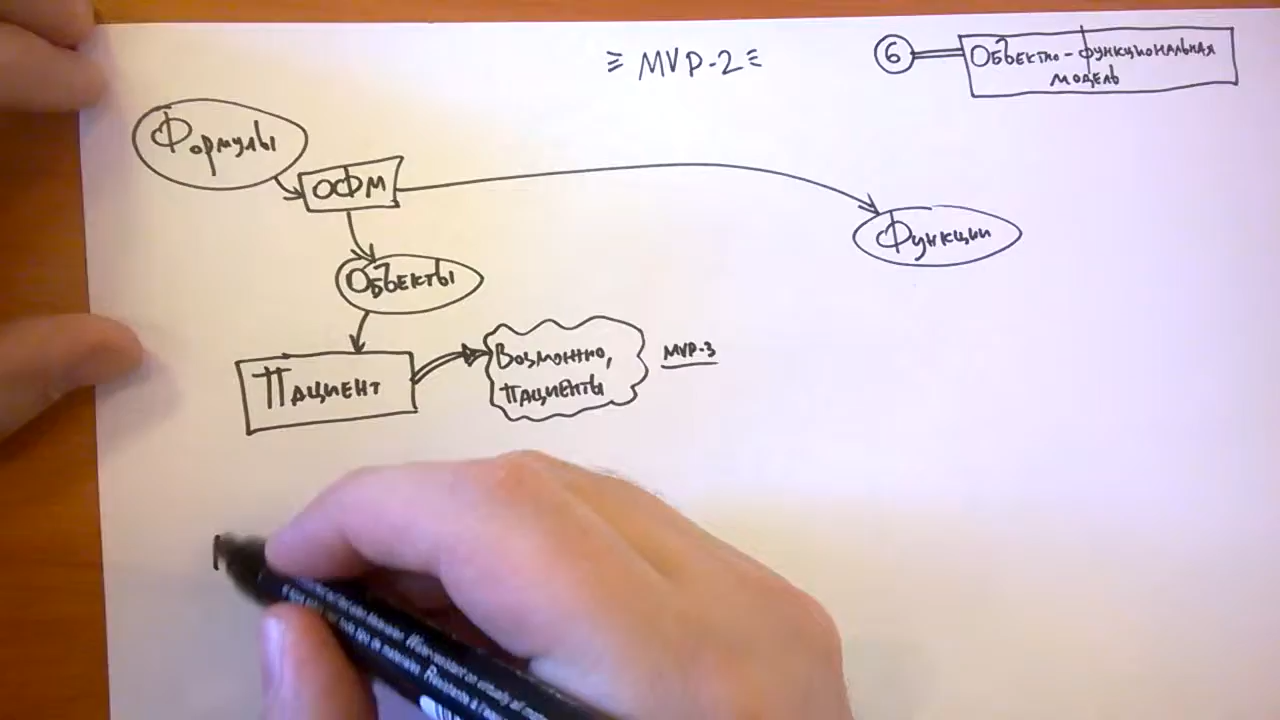 ≡ MVP-2 ≡
6
Объектно-функциональная
модель
Формулы
ОФМ
Функции
Объекты
Пациент
Возможно,
пациенты
MVP-3